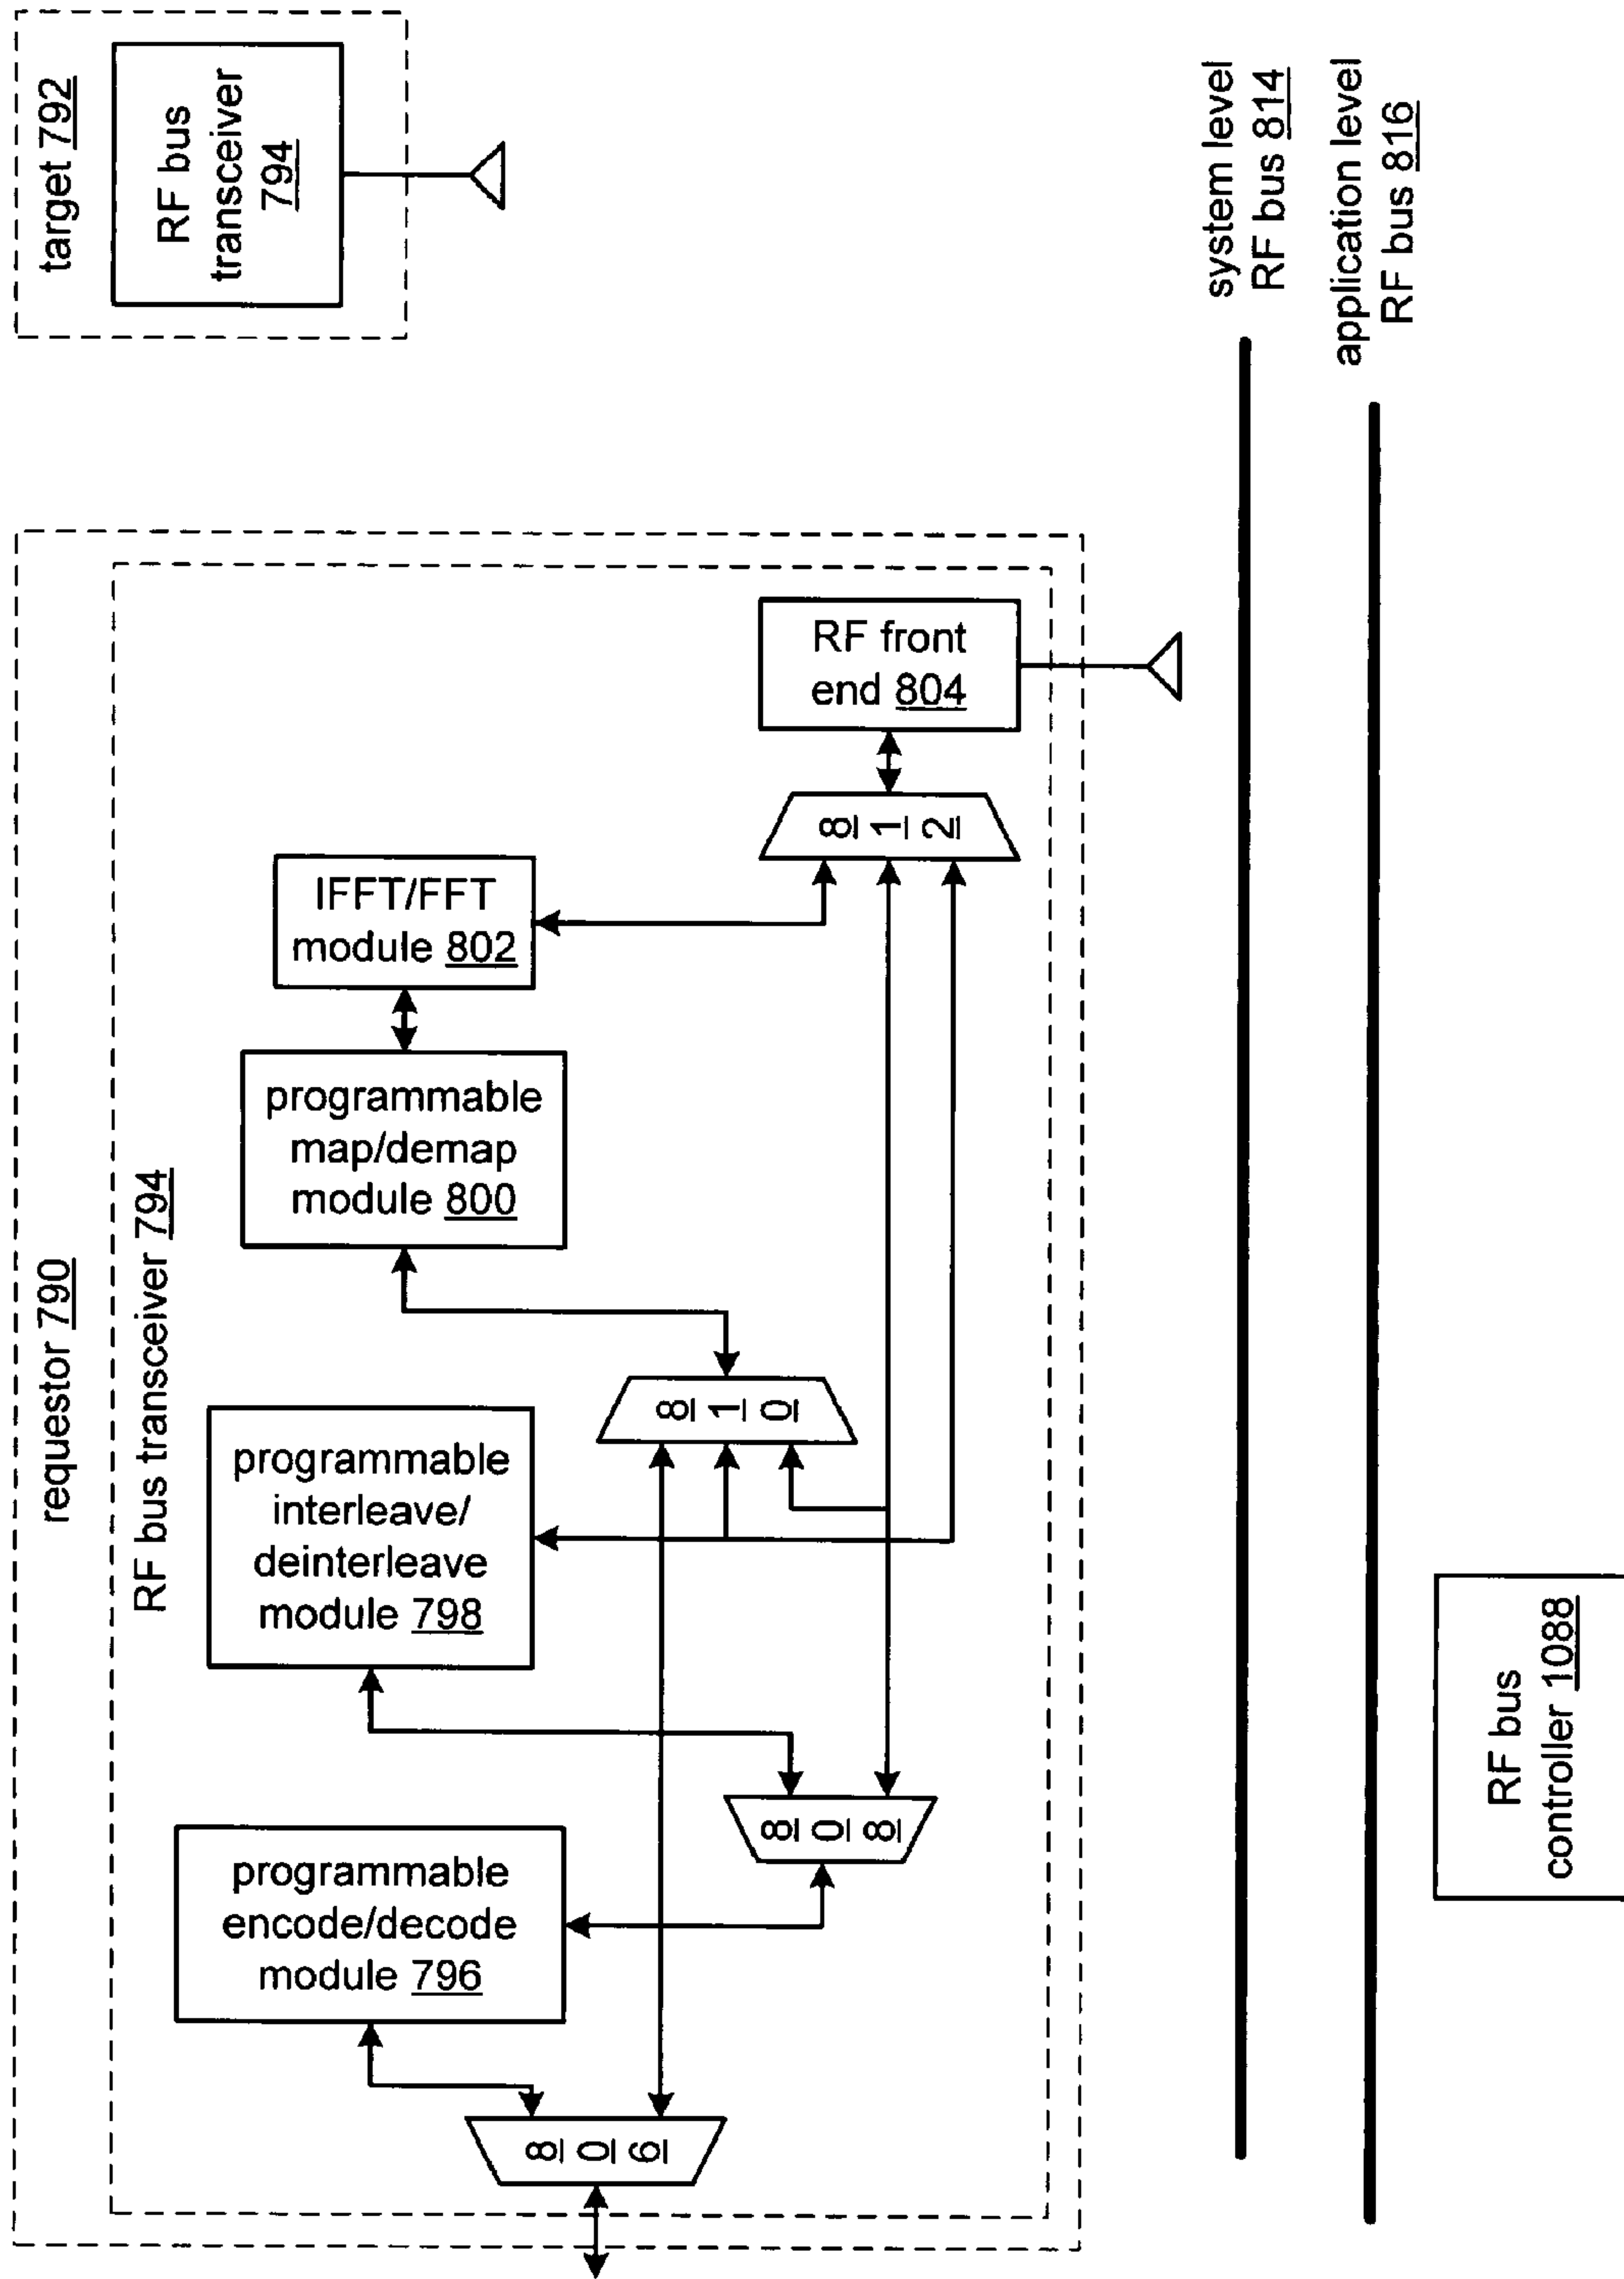 requestor 790
RF bus transceiver 794
programmable
encode/decode
module 796
programmable
interleave/
deinterleave
module 798
programmable
map/demap
module 800
IFFT/FFT
module 802
806
808
810
812
RF front
end 804
target 792
RF bus
transceiver
794
system level
RF bus 814
application level
RF bus 816
RF bus
controller 1088